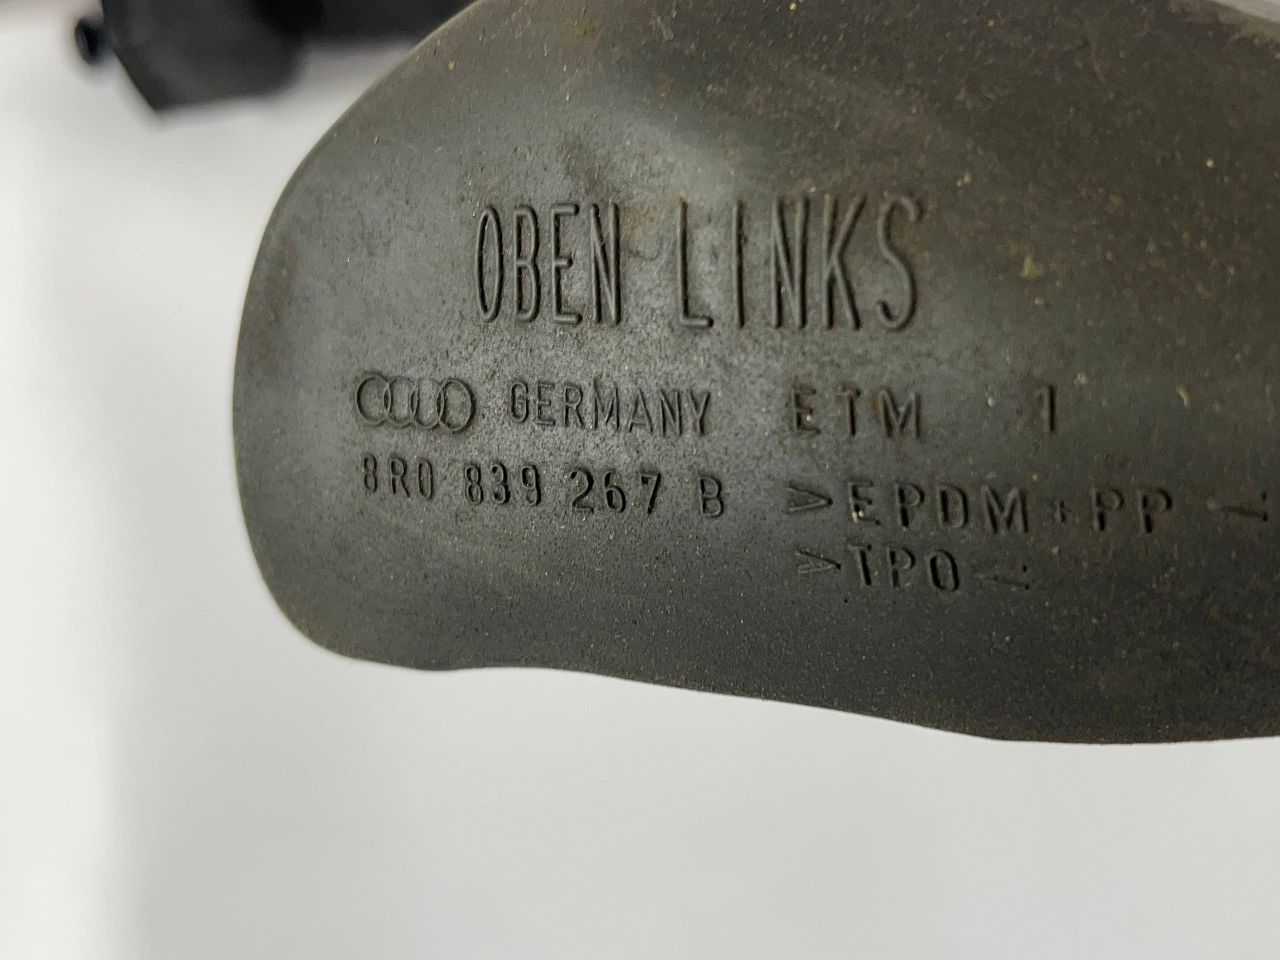 OBEN LINKS
GERMANY ETM 1
8R0 839 267 B >EPDM+PP<
>TPO<